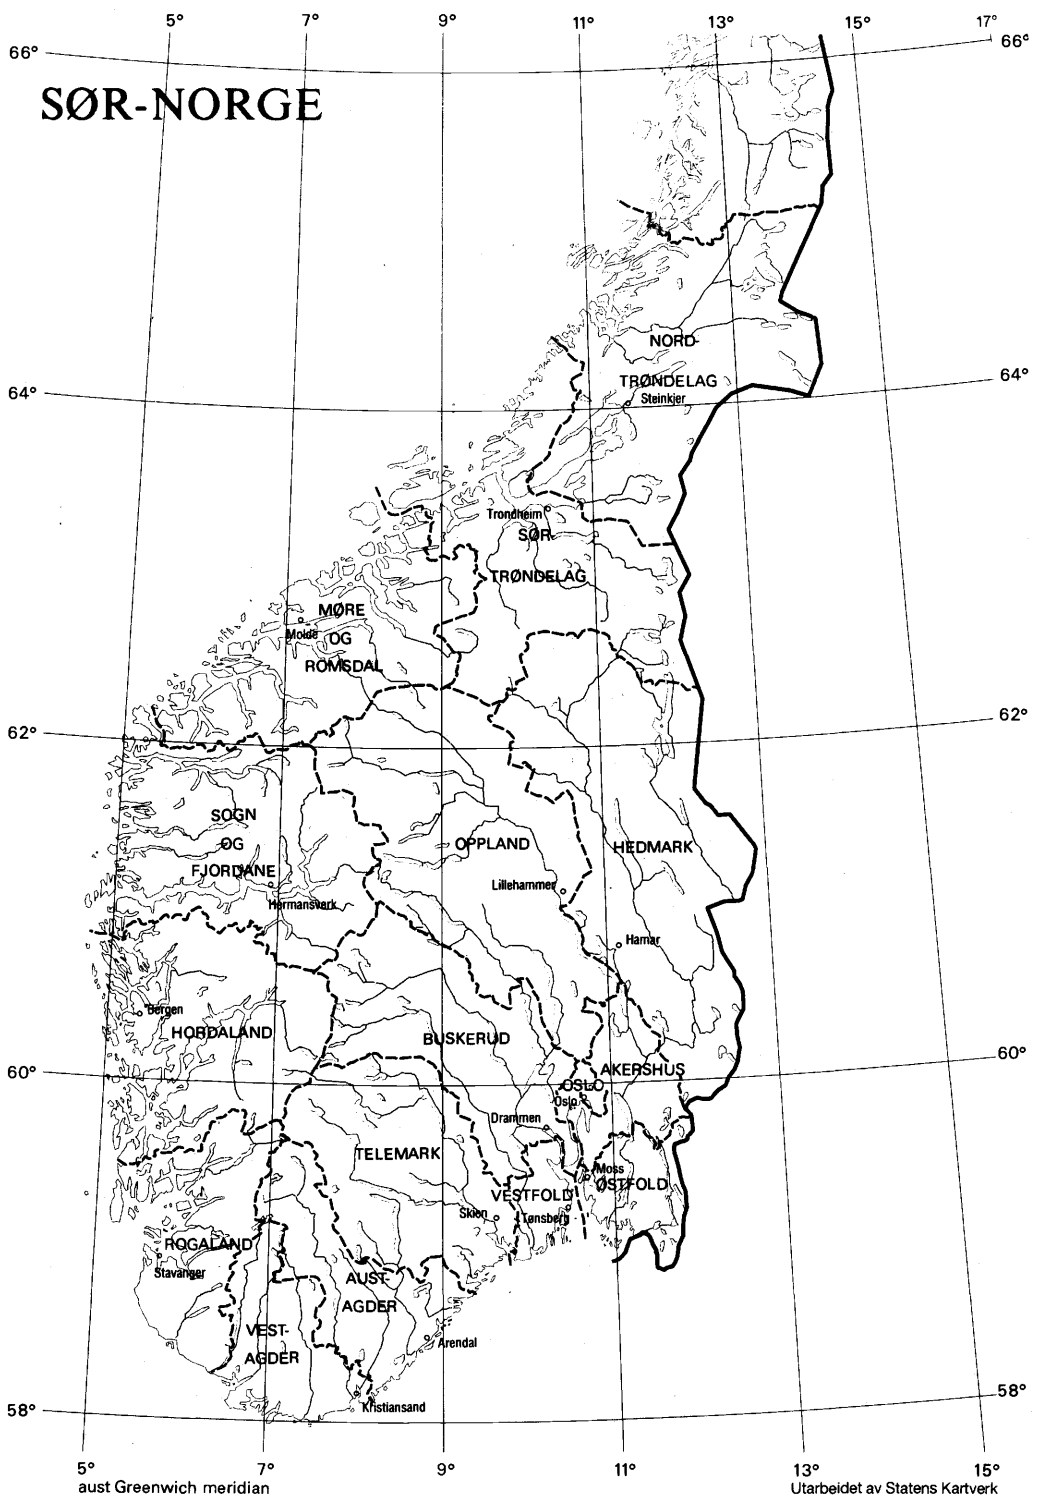 5° 7° 9° 11° 13° 15° 17°
66° 66°
SØR-NORGE
NORD-
TRØNDELAG
64° 64°
Steinkjer
Trondheim
SØR-
TRØNDELAG
MØRE
Molde
OG
ROMSDAL
62° 62°
SOGN
OG
FJORDANE
Hermansverk
OPPLAND
HEDMARK
Lillehammer
Hamar
Bergen
HORDALAND
BUSKERUD
60° 60°
AKERSHUS
OSLO
Oslo
Drammen
TELEMARK
Moss
ØSTFOLD
VESTFOLD
Skien
Tønsberg
ROGALAND
Stavanger
AUST-
AGDER
VEST-
AGDER
Arendal
Kristiansand
58° 58°
5° 7° 9° 11° 13° 15°
aust Greenwich meridian
Utarbeidet av Statens Kartverk